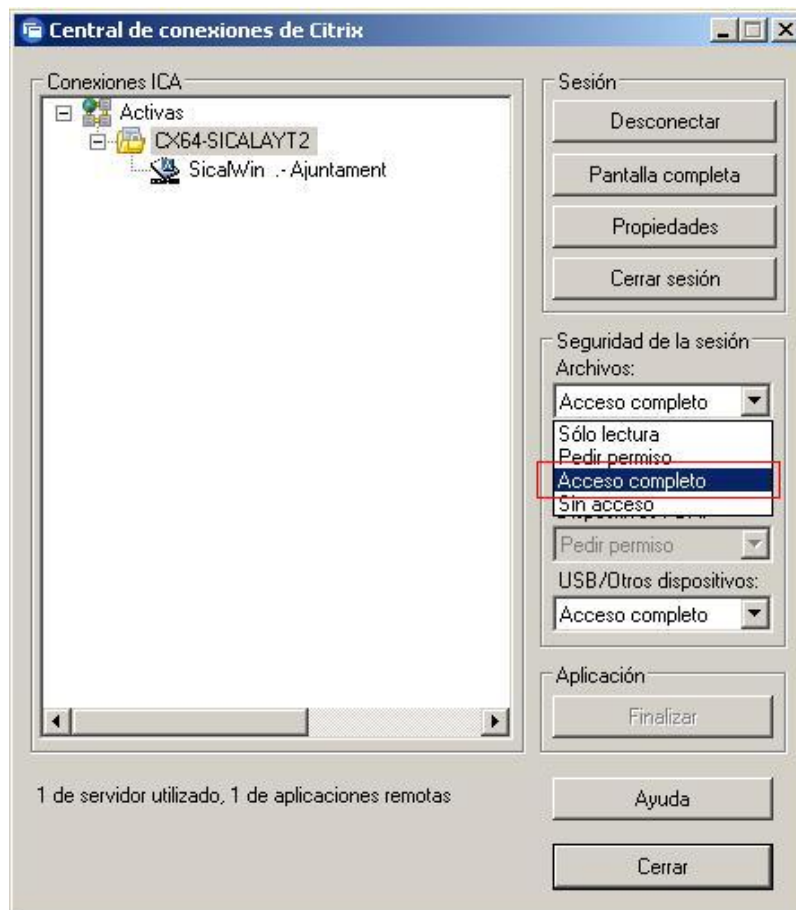 Central de conexiones de Citrix
Conexiones ICA
Activas
CX64-SICALAYT2
SicalWin .- Ajuntament
Sesión
Desconectar
Pantalla completa
Propiedades
Cerrar sesión
Seguridad de la sesión
Archivos:
Acceso completo
Sólo lectura
Pedir permiso
Acceso completo
Sin acceso
Pedir permiso
USB/Otros dispositivos:
Acceso completo
Aplicación
Finalizar
1 de servidor utilizado, 1 de aplicaciones remotas
Ayuda
Cerrar